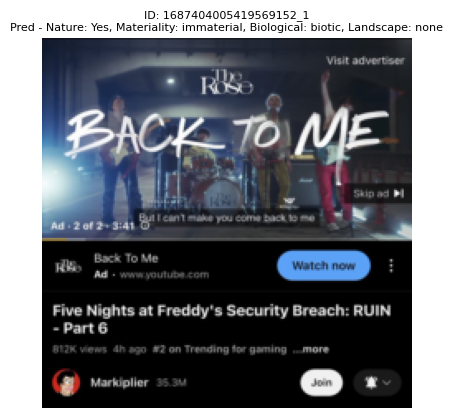 ID: 1687404005419569152_1
Pred - Nature: Yes, Materiality: immaterial, Biological: biotic, Landscape: none
Visit advertiser
The Rose
BACK TO ME
Skip ad
But I can't make you come back to me
Ad · 2 of 2 · 3:41
The Rose
Back To Me
Ad · www.youtube.com
Watch now
Five Nights at Freddy's Security Breach: RUIN
- Part 6
812K views 4h ago #2 on Trending for gaming ...more
Markiplier 35.3M
Join